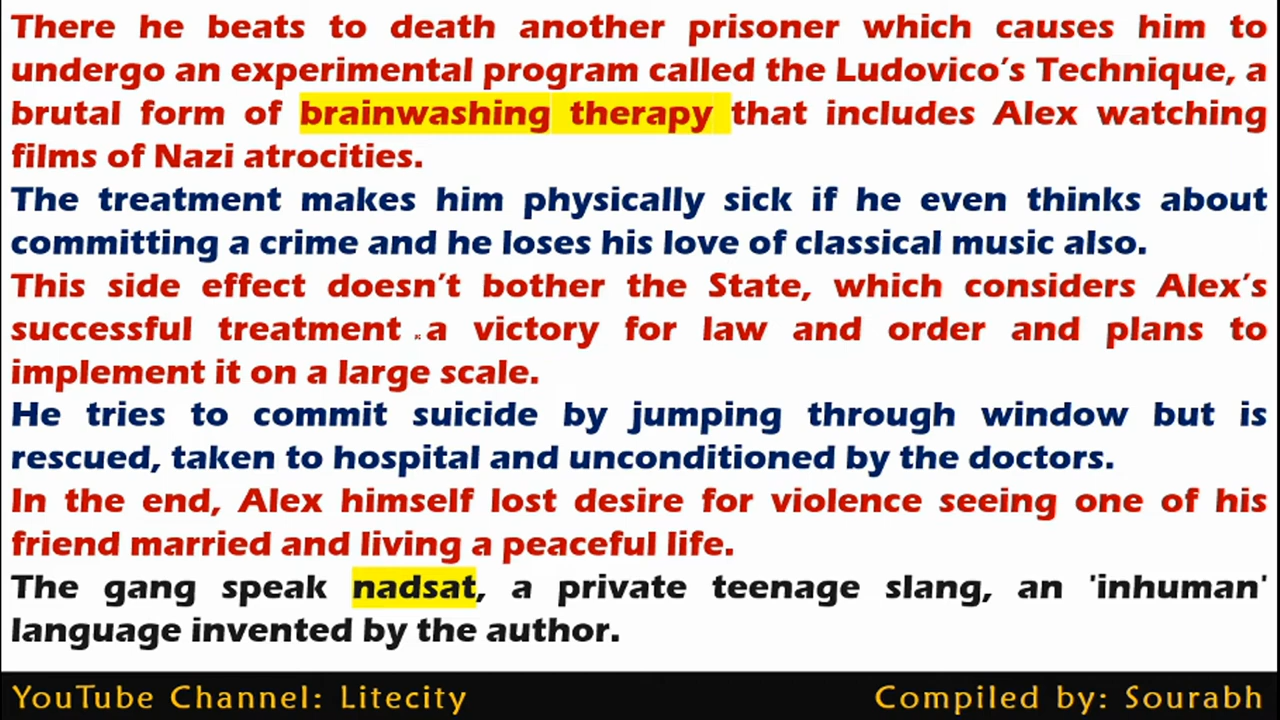 There he beats to death another prisoner which causes him to
undergo an experimental program called the Ludovico’s Technique, a
brutal form of brainwashing therapy that includes Alex watching
films of Nazi atrocities.
The treatment makes him physically sick if he even thinks about
committing a crime and he loses his love of classical music also.
This side effect doesn’t bother the State, which considers Alex’s
successful treatment a victory for law and order and plans to
implement it on a large scale.
He tries to commit suicide by jumping through window but is
rescued, taken to hospital and unconditioned by the doctors.
In the end, Alex himself lost desire for violence seeing one of his
friend married and living a peaceful life.
The gang speak nadsat, a private teenage slang, an 'inhuman'
language invented by the author.
YouTube Channel: Litecity
Compiled by: Sourabh